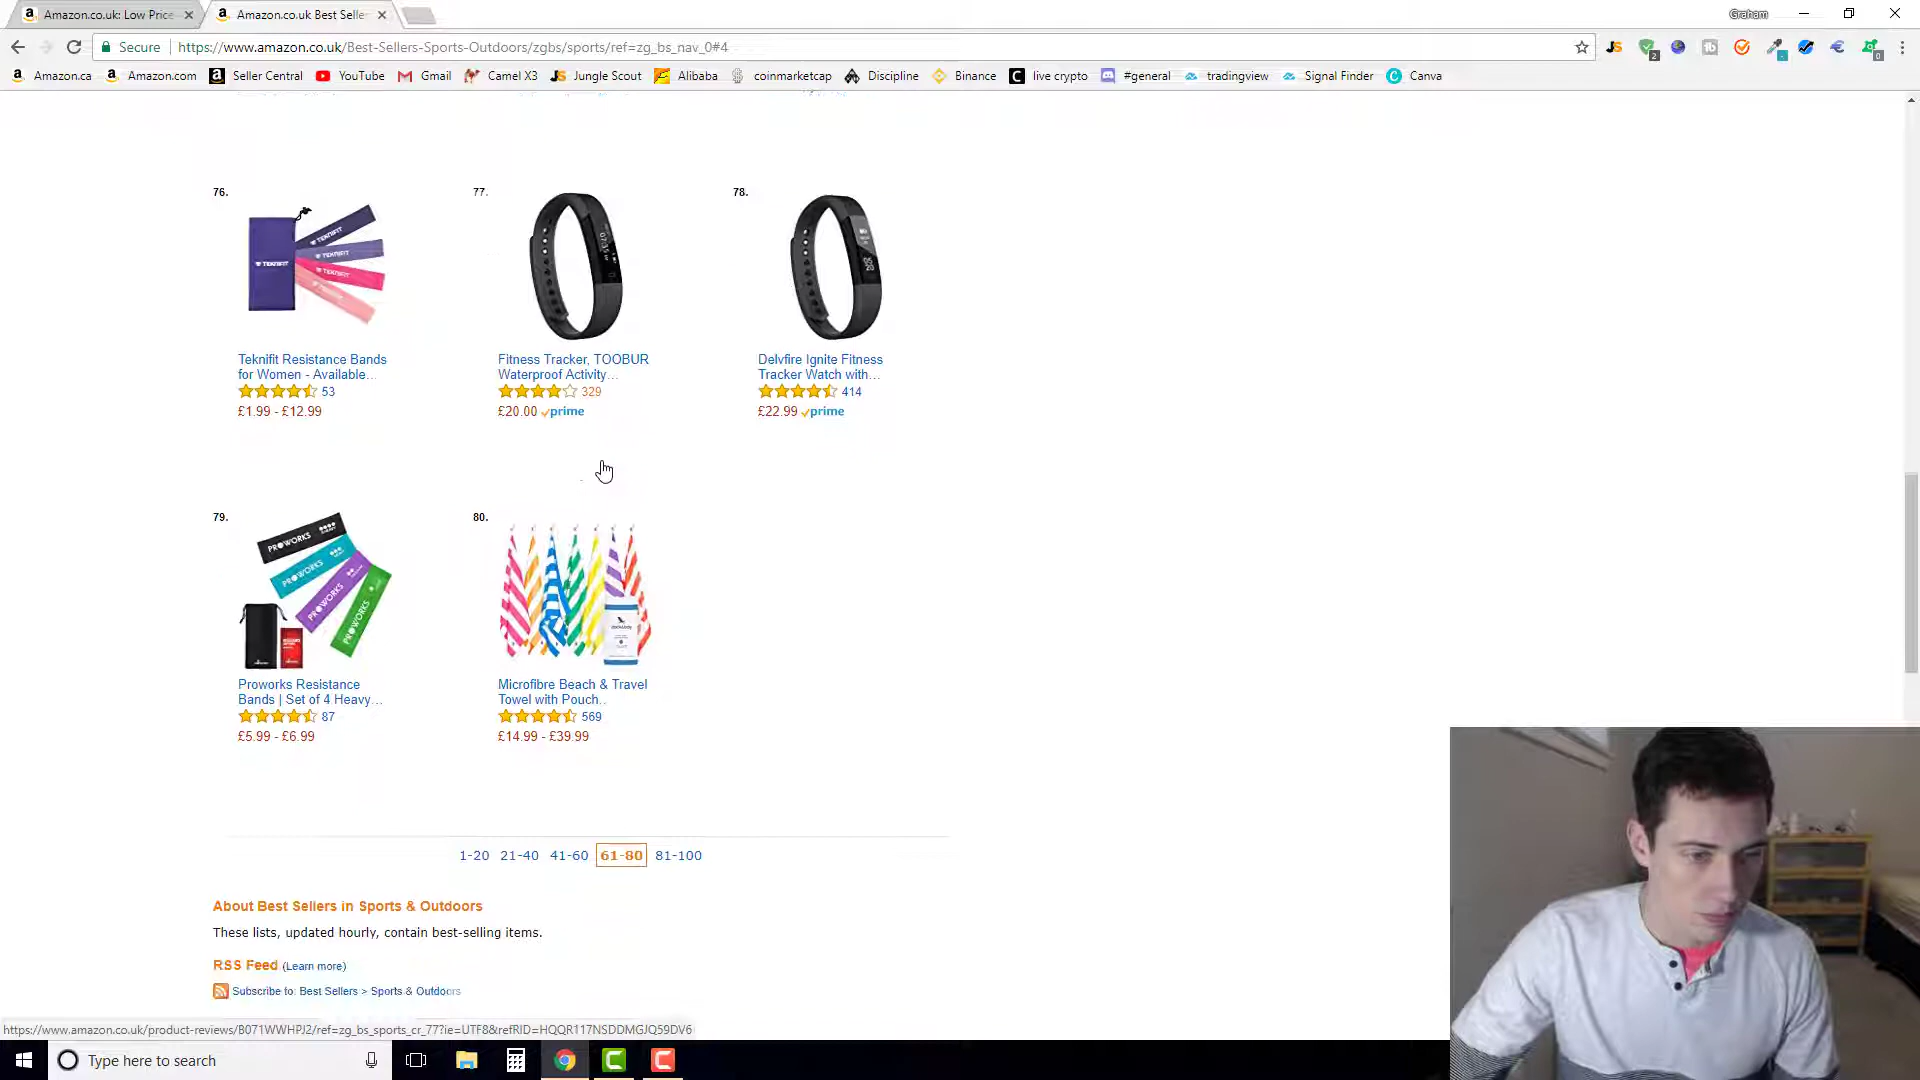 Amazon.co.uk: Low Price
Amazon.co.uk Best Selle
Graham
Secure
https://www.amazon.co.uk/Best-Sellers-Sports-Outdoors/zgbs/sports/ref=zg_bs_nav_0#4
Amazon.ca
Amazon.com
Seller Central
YouTube
Gmail
Camel X3
Jungle Scout
Alibaba
coinmarketcap
Discipline
Binance
live crypto
#general
tradingview
Signal Finder
Canva
76.
77.
78.
TEKNIFIT
Teknifit Resistance Bands
for Women - Available...
53
£1.99 - £12.99
Fitness Tracker, TOOBUR
Waterproof Activity...
329
£20.00 prime
Delvfire Ignite Fitness
Tracker Watch with...
414
£22.99 prime
79.
80.
PROWORKS
PROWORKS
PROWORKS
PROWORKS
Proworks Resistance
Bands | Set of 4 Heavy...
87
£5.99 - £6.99
Microfibre Beach & Travel
Towel with Pouch..
569
£14.99 - £39.99
1-20 21-40 41-60 61-80 81-100
About Best Sellers in Sports & Outdoors
These lists, updated hourly, contain best-selling items.
RSS Feed (Learn more)
Subscribe to: Best Sellers > Sports & Outdoors
https://www.amazon.co.uk/product-reviews/B071WWHPJ2/ref=zg_bs_sports_cr_77?ie=UTF8&refRID=HQQR117NSDDMGJQ59DV6
Type here to search